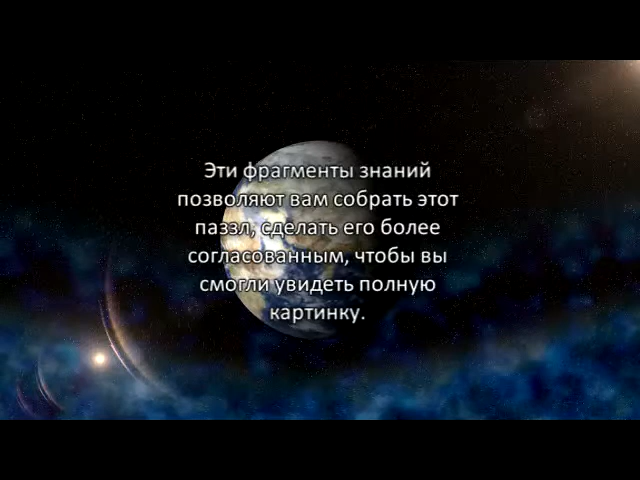 Эти фрагменты знаний
позволяют вам собрать этот
паззл, сделать его более
согласованным, чтобы вы
смогли увидеть полную
картинку.